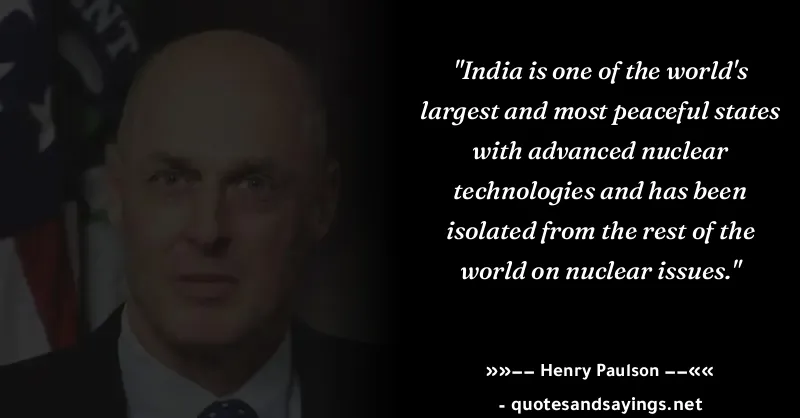 ENT
"India is one of the world's
largest and most peaceful states
with advanced nuclear
technologies and has been
isolated from the rest of the
world on nuclear issues."
»»–– Henry Paulson ––««
- quotesandsayings.net